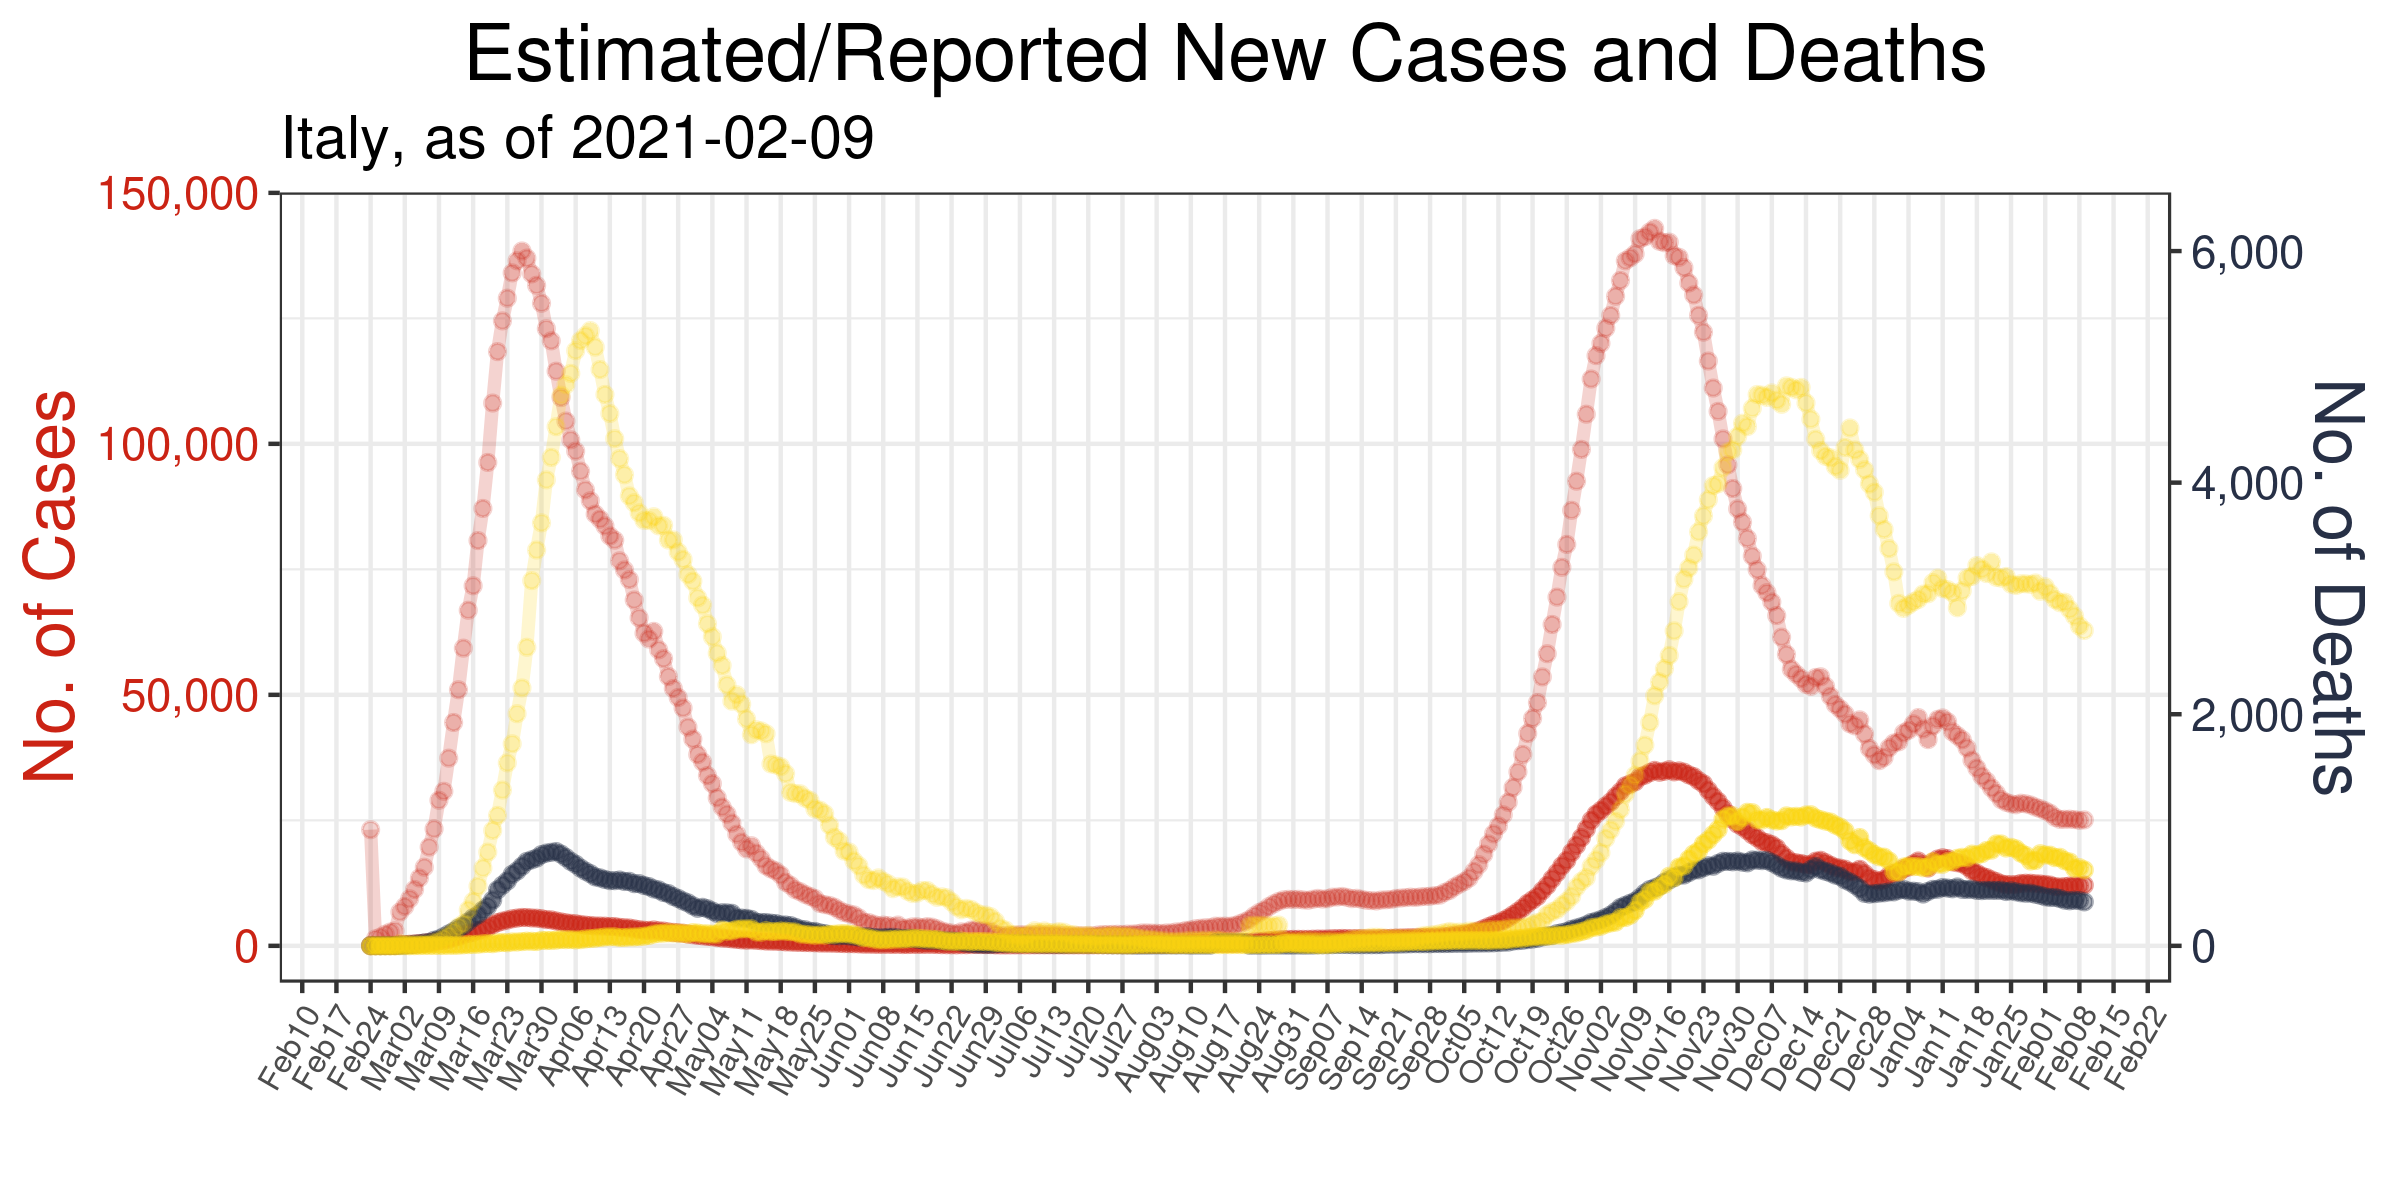 Estimated/Reported New Cases and Deaths
Italy, as of 2021-02-09
No. of Cases
150,000
100,000
50,000
0
6,000
4,000
2,000
0
No. of Deaths
Feb10
Feb17
Feb24
Mar02
Mar09
Mar16
Mar23
Mar30
Apr06
Apr13
Apr20
Apr27
May04
May11
May18
May25
Jun01
Jun08
Jun15
Jun22
Jun29
Jul06
Jul13
Jul20
Jul27
Aug03
Aug10
Aug17
Aug24
Aug31
Sep07
Sep14
Sep21
Sep28
Oct05
Oct12
Oct19
Oct26
Nov02
Nov09
Nov16
Nov23
Nov30
Dec07
Dec14
Dec21
Dec28
Jan04
Jan11
Jan18
Jan25
Feb01
Feb08
Feb15
Feb22